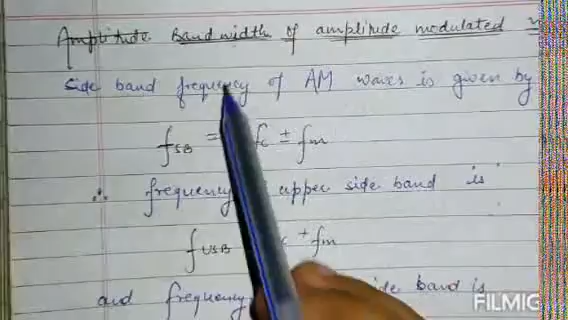 Amplitude Bandwidth of amplitude modulated
Side band frequency of AM waves is given by
fSB = fc ± fm
∴ frequency upper side band is
fUSB + fm
and frequency side band is
FILMIG